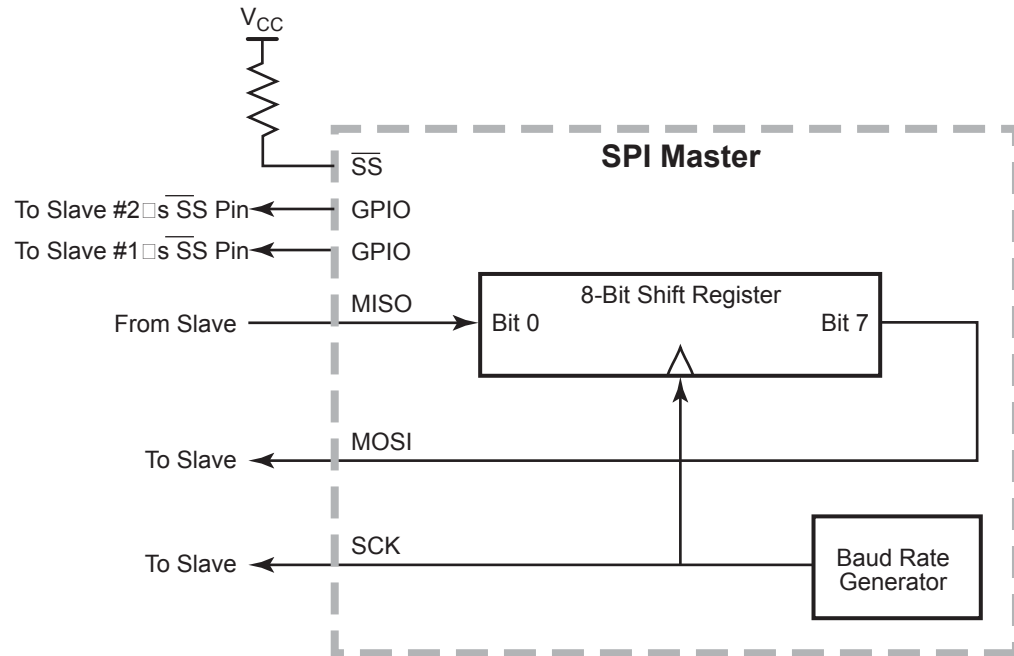 VCC
SS
SPI Master
To Slave #2□s SS Pin
GPIO
To Slave #1□s SS Pin
GPIO
8-Bit Shift Register
MISO
From Slave
Bit 0
Bit 7
MOSI
To Slave
SCK
To Slave
Baud Rate
Generator